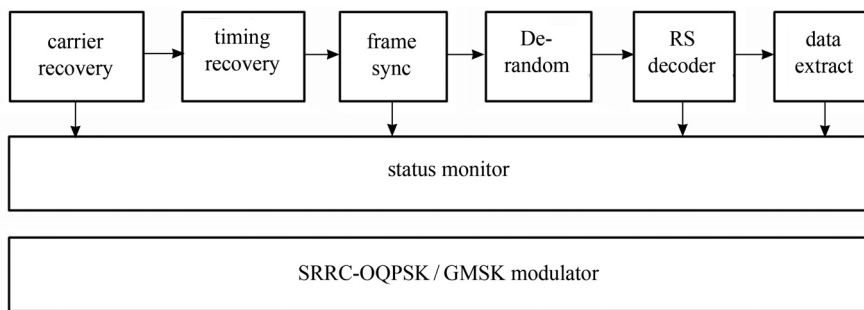 carrier
recovery
timing
recovery
frame
sync
De-
random
RS
decoder
data
extract
status monitor
SRRC-OQPSK / GMSK modulator